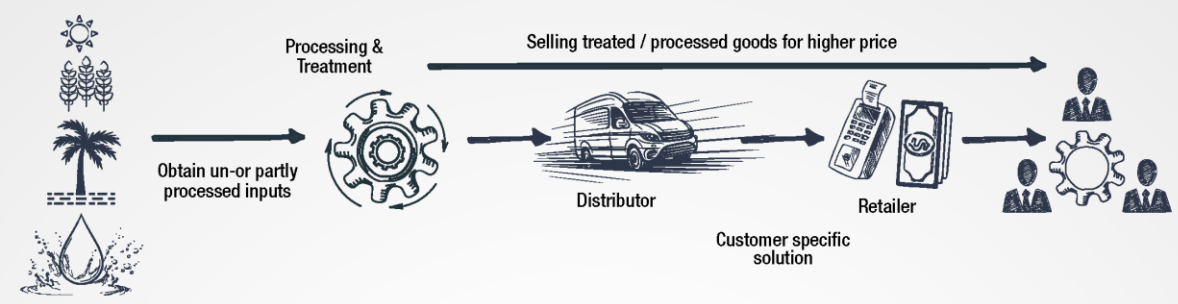 Processing &
Treatment
Selling treated / processed goods for higher price
Obtain un-or partly
processed inputs
Distributor
Retailer
Customer specific
solution